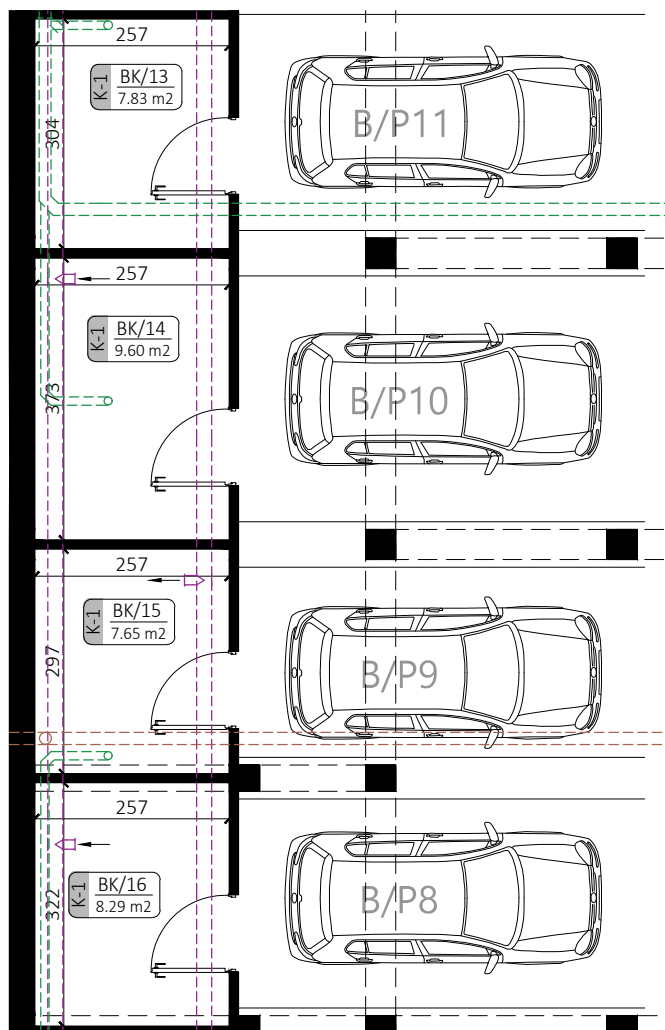 257
K-1 BK/13
7.83 m2
304
B/P11
257
K-1 BK/14
9.60 m2
373
B/P10
257
K-1 BK/15
7.65 m2
297
B/P9
257
K-1 BK/16
8.29 m2
322
B/P8